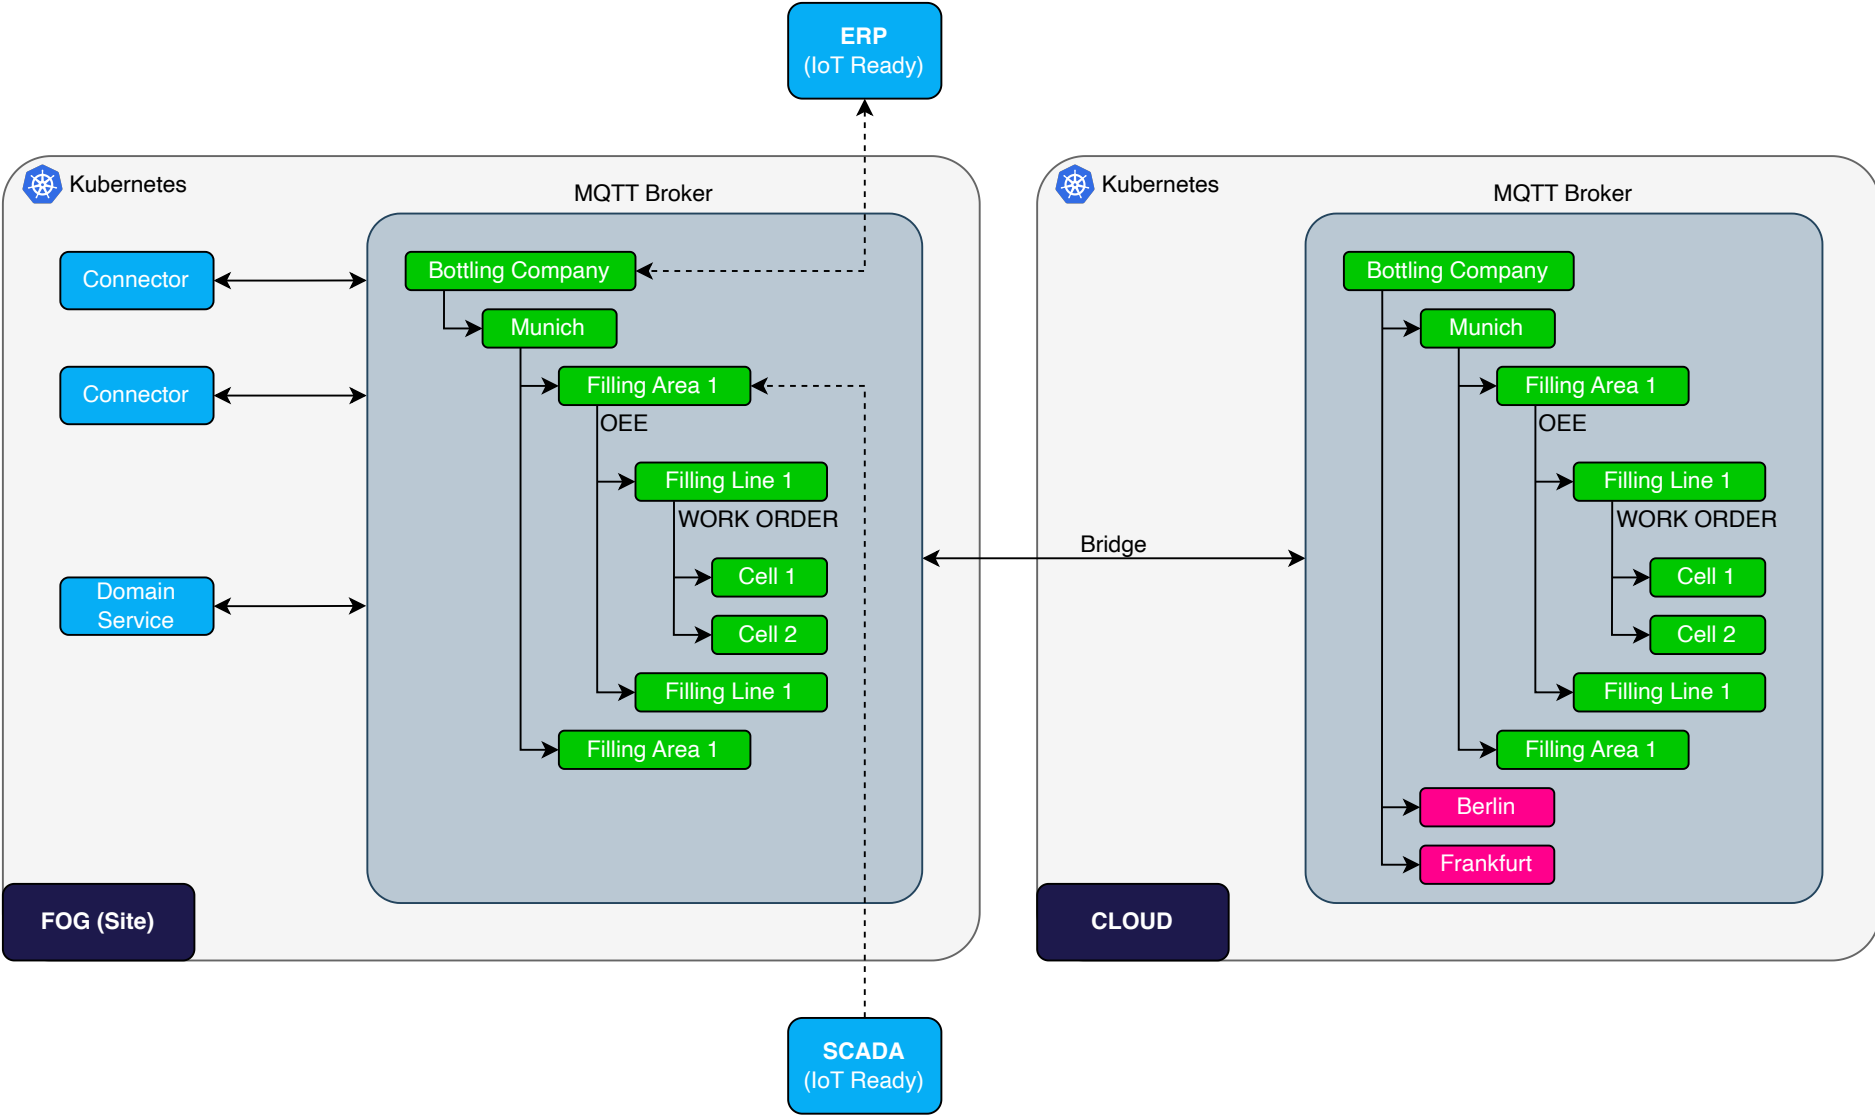 ERP
(IoT Ready)
Kubernetes
MQTT Broker
Connector
Connector
Domain
Service
Bottling Company
Munich
Filling Area 1
OEE
Filling Line 1
WORK ORDER
Cell 1
Cell 2
Filling Line 1
Filling Area 1
FOG (Site)
Bridge
Kubernetes
MQTT Broker
Bottling Company
Munich
Filling Area 1
OEE
Filling Line 1
WORK ORDER
Cell 1
Cell 2
Filling Line 1
Filling Area 1
Berlin
Frankfurt
CLOUD
SCADA
(IoT Ready)